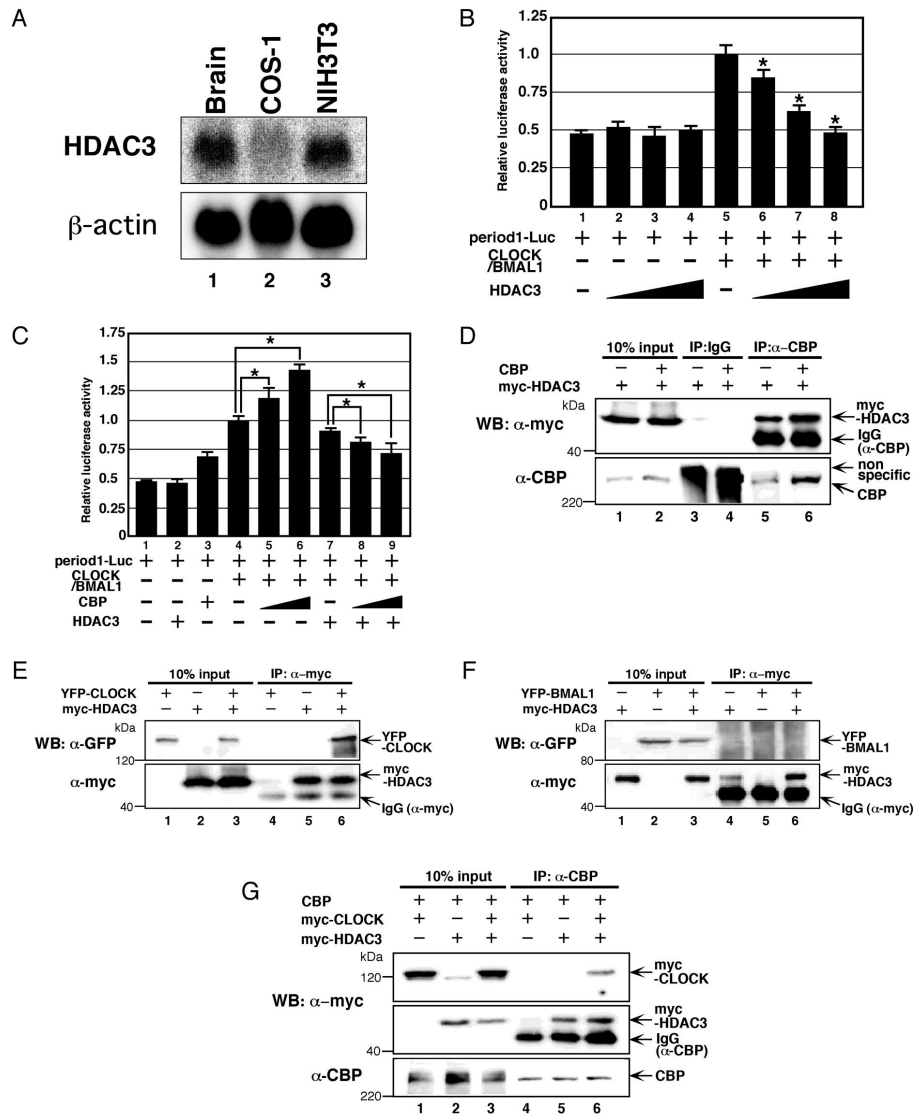 A
Brain
COS-1
NIH3T3
HDAC3
β-actin
1 2 3
B
Relative luciferase activity
1.25
1.0
0.75
0.5
0.25
0
* * *
1 2 3 4 5 6 7 8
period1-Luc + + + + + + + +
CLOCK
/BMAL1 − − − − + + + +
HDAC3 − −
C
Relative luciferase activity
1.75
1.5
1.25
1.0
0.75
0.5
0.25
0
* * * *
1 2 3 4 5 6 7 8 9
period1-Luc + + + + + + + + +
CLOCK
/BMAL1 − − − + + + + + +
CBP − − + − −
HDAC3 − + − − − − + + +
D
10% input IP:IgG IP:α−CBP
CBP − + − + − +
myc-HDAC3 + + + + + +
kDa
WB: α-myc
myc
-HDAC3
IgG
(α-CBP)
40
α-CBP
non
specific
CBP
220
1 2 3 4 5 6
E
10% input IP: α−myc
YFP-CLOCK + − + + − +
myc-HDAC3 − + + − + +
kDa
WB: α-GFP
YFP
-CLOCK
120
α-myc
myc
-HDAC3
40
IgG (α-myc)
1 2 3 4 5 6
F
10% input IP: α−myc
YFP-BMAL1 − + + − + +
myc-HDAC3 + − + + − +
kDa
WB: α-GFP
YFP
-BMAL1
80
α-myc
myc
-HDAC3
40
IgG (α-myc)
1 2 3 4 5 6
G
10% input IP: α-CBP
CBP + + + + + +
myc-CLOCK + − + + − +
myc-HDAC3 − + + − + +
kDa
120
myc
-CLOCK
WB: α−myc
myc
-HDAC3
IgG
(α-CBP)
40
α-CBP
CBP
220
1 2 3 4 5 6